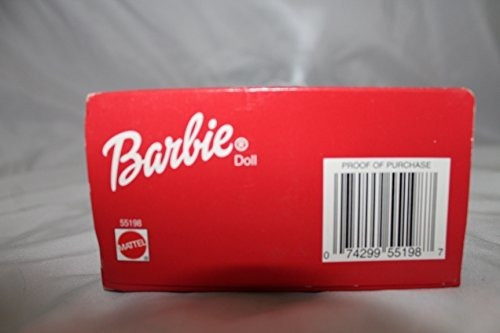 Barbie® Doll
PROOF OF PURCHASE
55198
MATTEL®
0 74299 55198 7